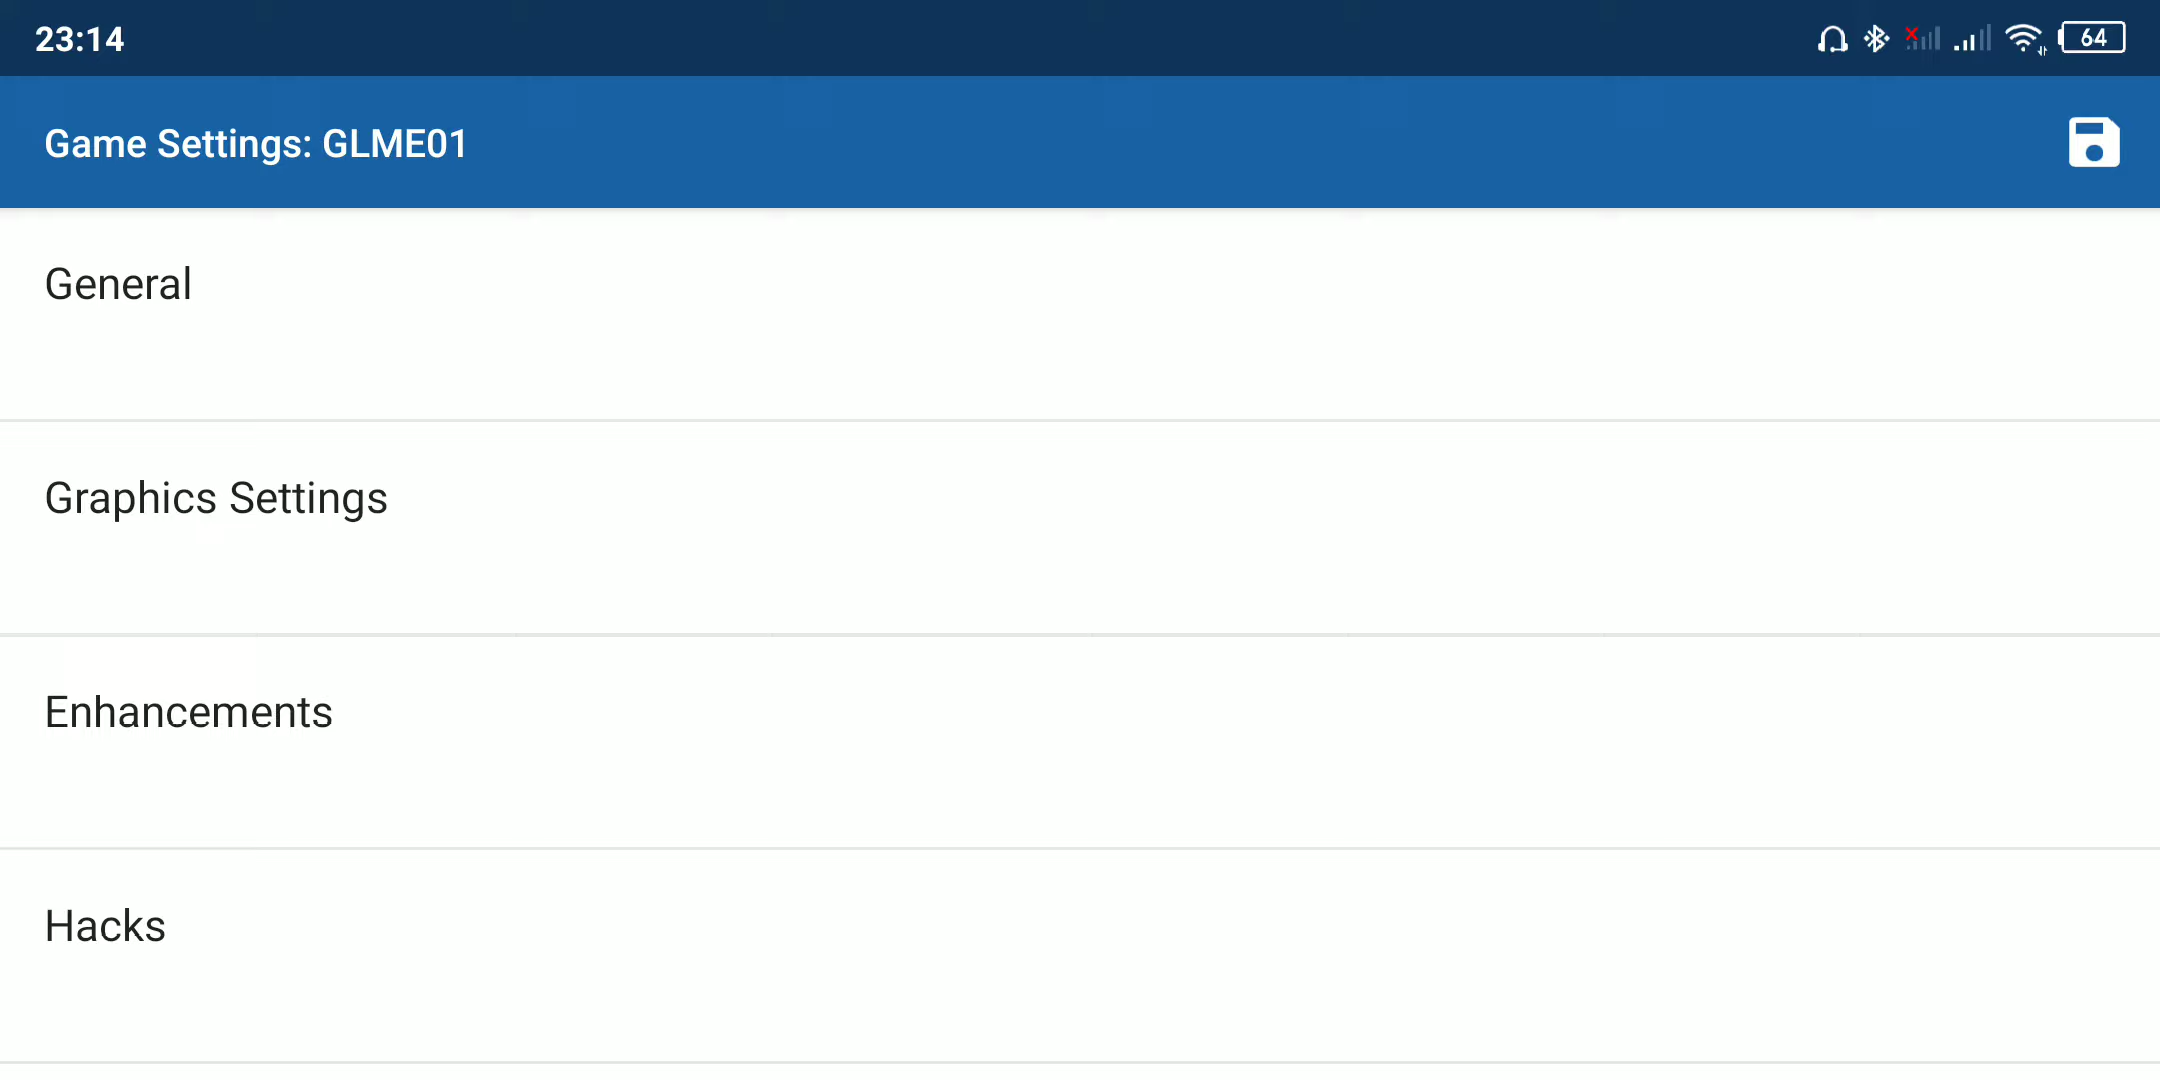 23:14
64
Game Settings: GLME01
General
Graphics Settings
Enhancements
Hacks